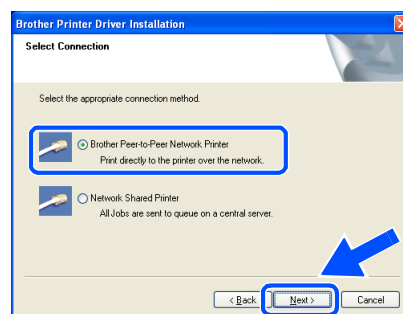 Brother Printer Driver Installation
Select Connection
Select the appropriate connection method.
Brother Peer-to-Peer Network Printer
Print directly to the printer over the network.
Network Shared Printer
All Jobs are sent to queue on a central server.
< Back
Next >
Cancel